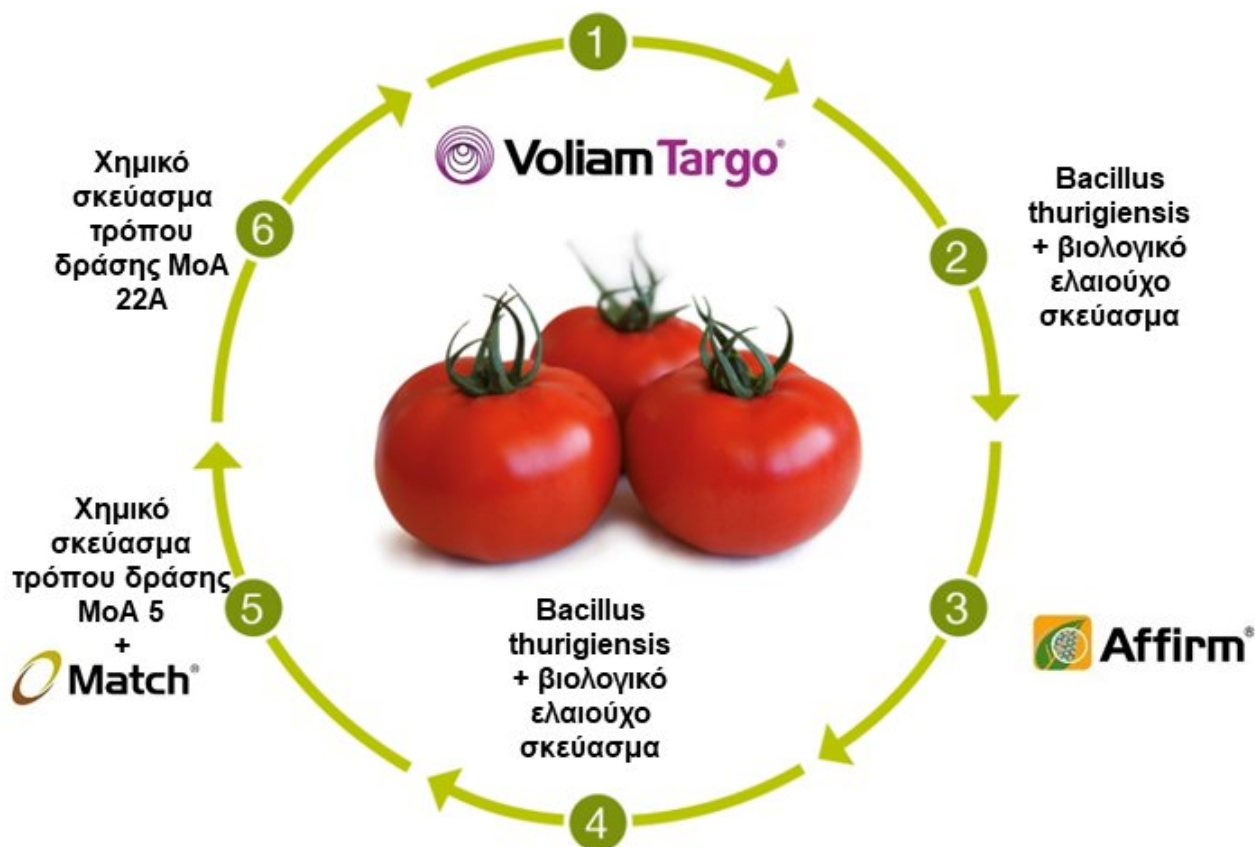 1
Voliam Targo®
2
Bacillus
thurigiensis
+ βιολογικό
ελαιούχο
σκεύασμα
3
Affirm®
4
Bacillus
thurigiensis
+ βιολογικό
ελαιούχο
σκεύασμα
5
Χημικό
σκεύασμα
τρόπου δράσης
MoA 5
+
Match®
6
Χημικό
σκεύασμα
τρόπου
δράσης MoA
22A